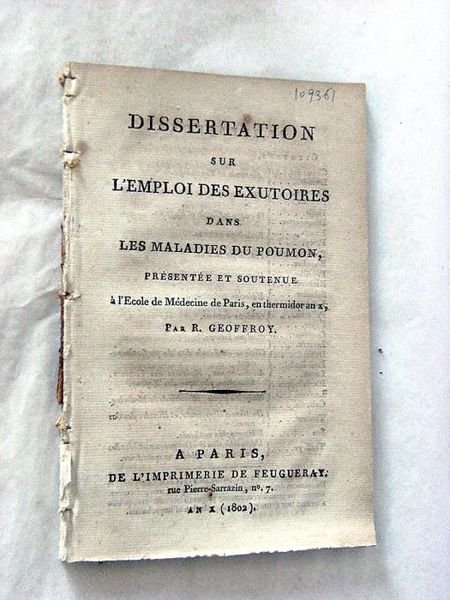 109361
DISSERTATION
SUR
L'EMPLOI DES EXUTOIRES
DANS
LES MALADIES DU POUMON,
PRÉSENTÉE ET SOUTENUE
à l'Ecole de Médecine de Paris, en thermidor an x,
PAR R. GEOFFROY.
A PARIS,
DE L'IMPRIMERIE DE FEUGUERAY,
rue Pierre-Sarrazin, n°. 7.
AN X (1802).